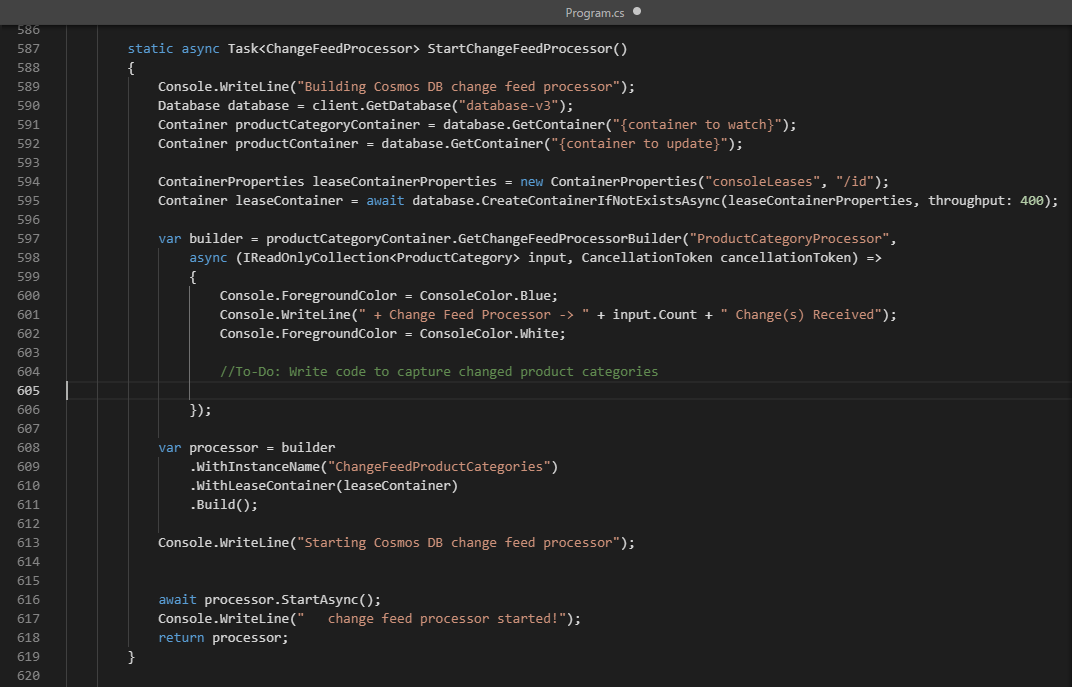 Program.cs
586
587 static async Task<ChangeFeedProcessor> StartChangeFeedProcessor()
588 {
589 Console.WriteLine("Building Cosmos DB change feed processor");
590 Database database = client.GetDatabase("database-v3");
591 Container productCategoryContainer = database.GetContainer("{container to watch}");
592 Container productContainer = database.GetContainer("{container to update}");
593
594 ContainerProperties leaseContainerProperties = new ContainerProperties("consoleLeases", "/id");
595 Container leaseContainer = await database.CreateContainerIfNotExistsAsync(leaseContainerProperties, throughput: 400);
596
597 var builder = productCategoryContainer.GetChangeFeedProcessorBuilder("ProductCategoryProcessor",
598 async (IReadOnlyCollection<ProductCategory> input, CancellationToken cancellationToken) =>
599 {
600 Console.ForegroundColor = ConsoleColor.Blue;
601 Console.WriteLine(" + Change Feed Processor -> " + input.Count + " Change(s) Received");
602 Console.ForegroundColor = ConsoleColor.White;
603
604 //To-Do: Write code to capture changed product categories
605
606 });
607
608 var processor = builder
609 .WithInstanceName("ChangeFeedProductCategories")
610 .WithLeaseContainer(leaseContainer)
611 .Build();
612
613 Console.WriteLine("Starting Cosmos DB change feed processor");
614
615
616 await processor.StartAsync();
617 Console.WriteLine("   change feed processor started!");
618 return processor;
619 }
620